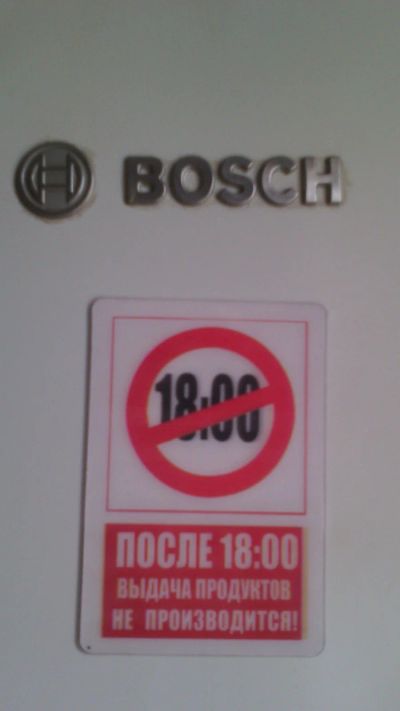 BOSCH
18:00
ПОСЛЕ 18:00
ВЫДАЧА ПРОДУКТОВ
НЕ ПРОИЗВОДИТСЯ!